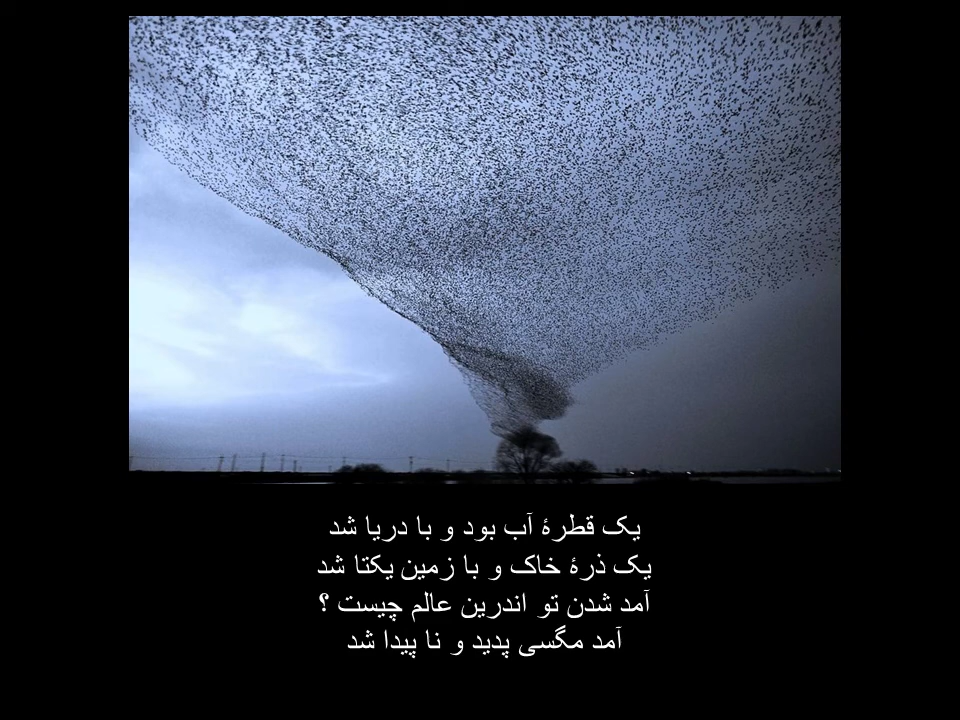 یک قطرهٔ آب بود و با دریا شد
یک ذرهٔ خاک و با زمین یکتا شد
آمد شدن تو اندرین عالم چیست ؟
آمد مگسی پدید و نا پیدا شد